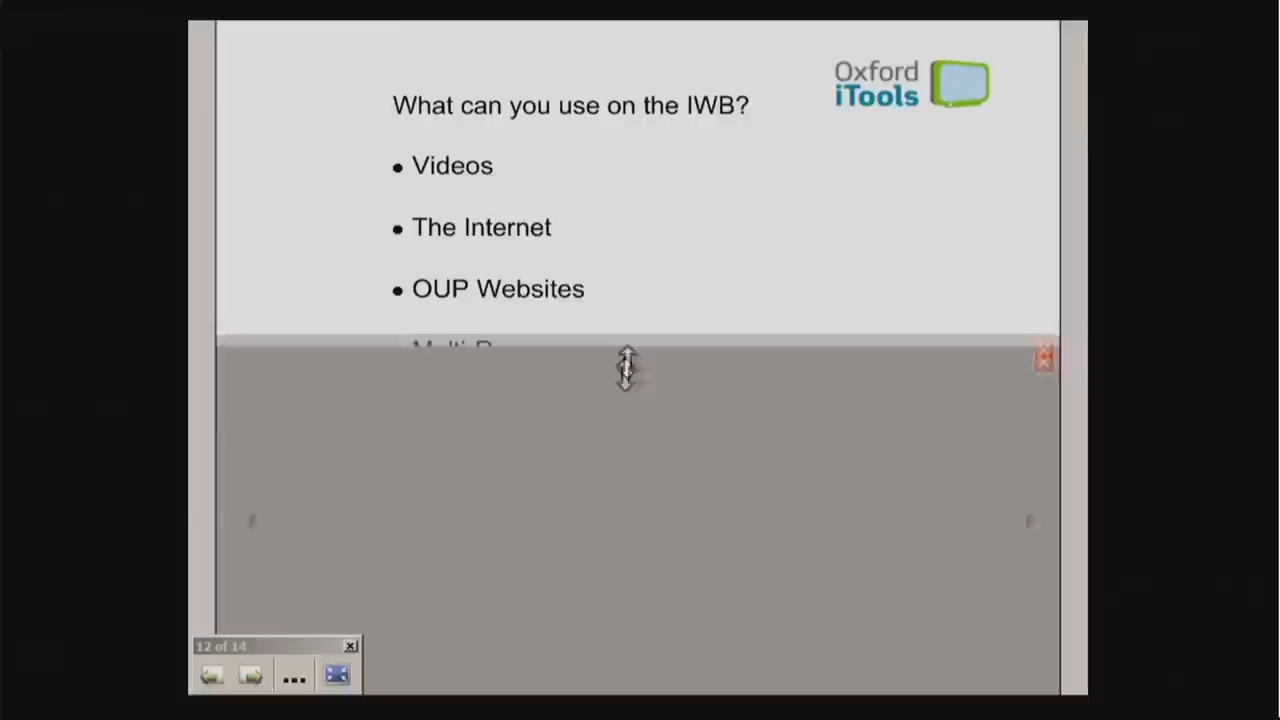 Oxford
iTools
What can you use on the IWB?
• Videos
• The Internet
• OUP Websites
12 of 14